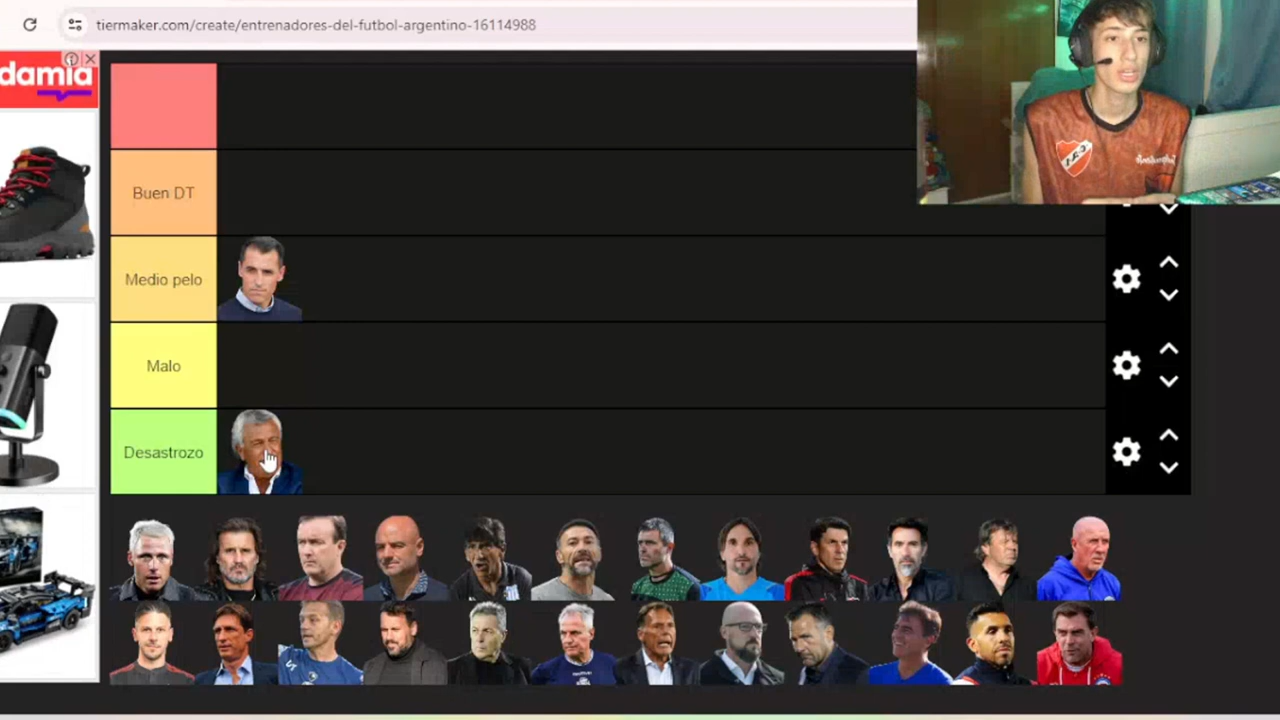 tiermaker.com/create/entrenadores-del-futbol-argentino-16114988
damia
Buen DT
Medio pelo
Malo
Desastrozo